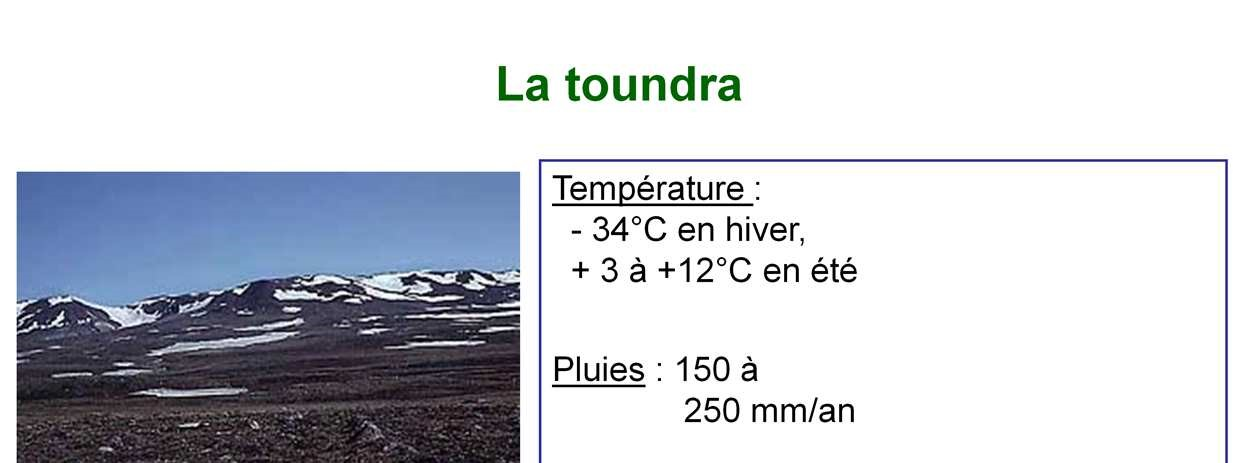 La toundra
Température :
- 34°C en hiver,
+ 3 à +12°C en été
Pluies : 150 à
250 mm/an